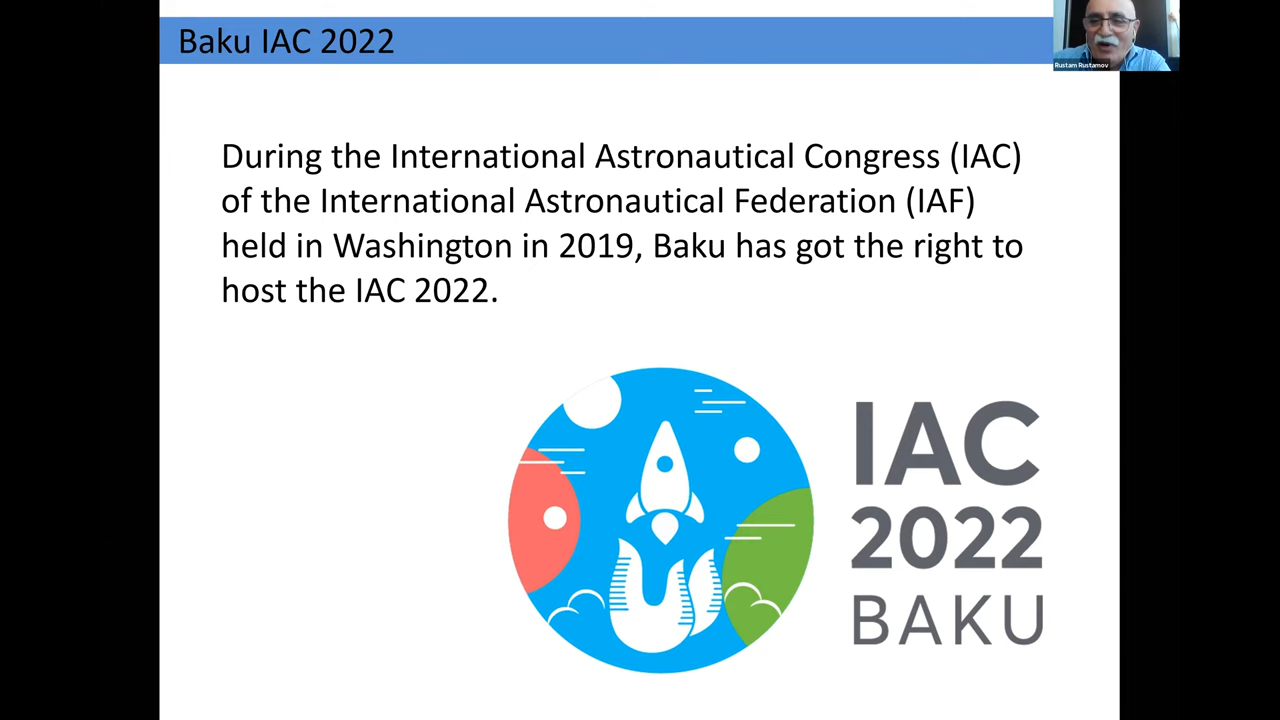 Baku IAC 2022
Rustam Rustamov
During the International Astronautical Congress (IAC)
of the International Astronautical Federation (IAF)
held in Washington in 2019, Baku has got the right to
host the IAC 2022.
IAC
2022
BAKU